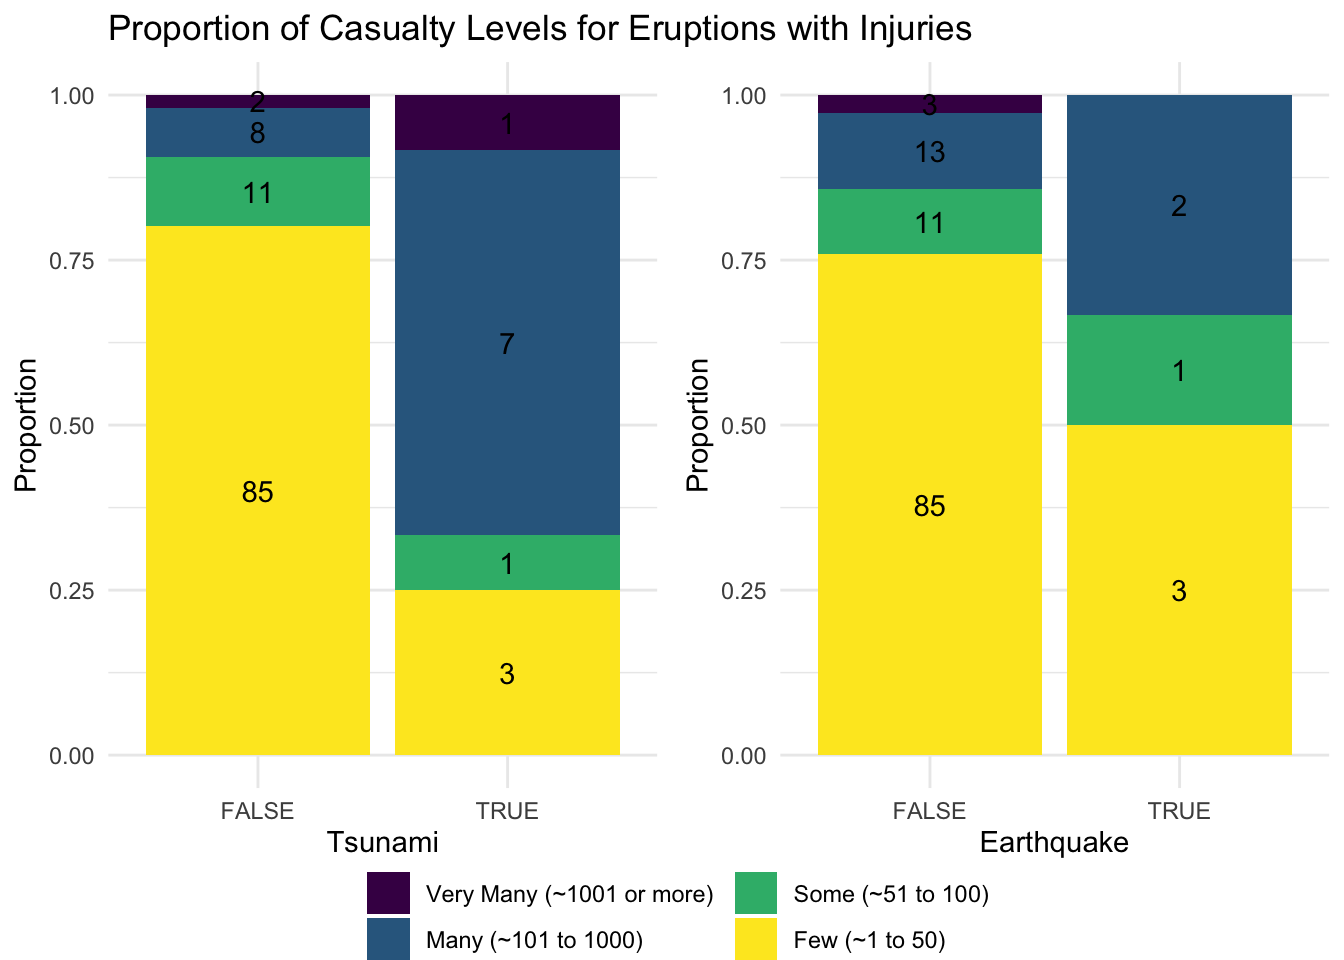 Proportion of Casualty Levels for Eruptions with Injuries
Proportion
1.00
0.75
0.50
0.25
0.00
2
8
11
85
1
7
1
3
FALSE
TRUE
Tsunami
Proportion
1.00
0.75
0.50
0.25
0.00
3
13
11
85
2
1
3
FALSE
TRUE
Earthquake
Very Many (~1001 or more)
Many (~101 to 1000)
Some (~51 to 100)
Few (~1 to 50)